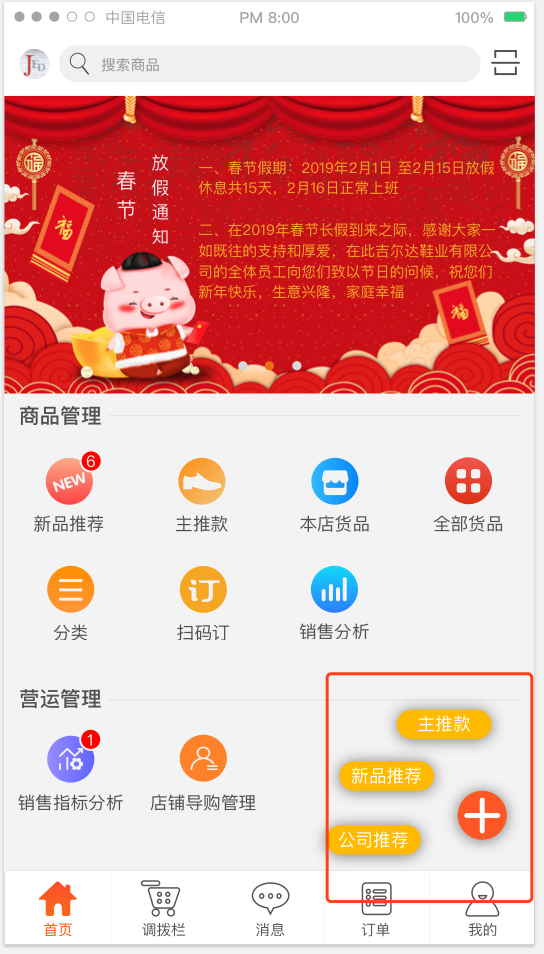 中国电信 PM 8:00 100%
JED 搜索商品
春节
放假通知
一、春节假期：2019年2月1日 至2月15日放假
休息共15天，2月16日正常上班
二、在2019年春节长假到来之际，感谢大家一
如既往的支持和厚爱，在此吉尔达鞋业有限公
司的全体员工向您们致以节日的问候，祝您们
新年快乐，生意兴隆，家庭幸福
福
福
福
福
商品管理
NEW 6
新品推荐 主推款 本店货品 全部货品
订
分类 扫码订 销售分析
营运管理
1
销售指标分析 店铺导购管理
主推款
新品推荐
公司推荐
首页 调拨栏 消息 订单 我的